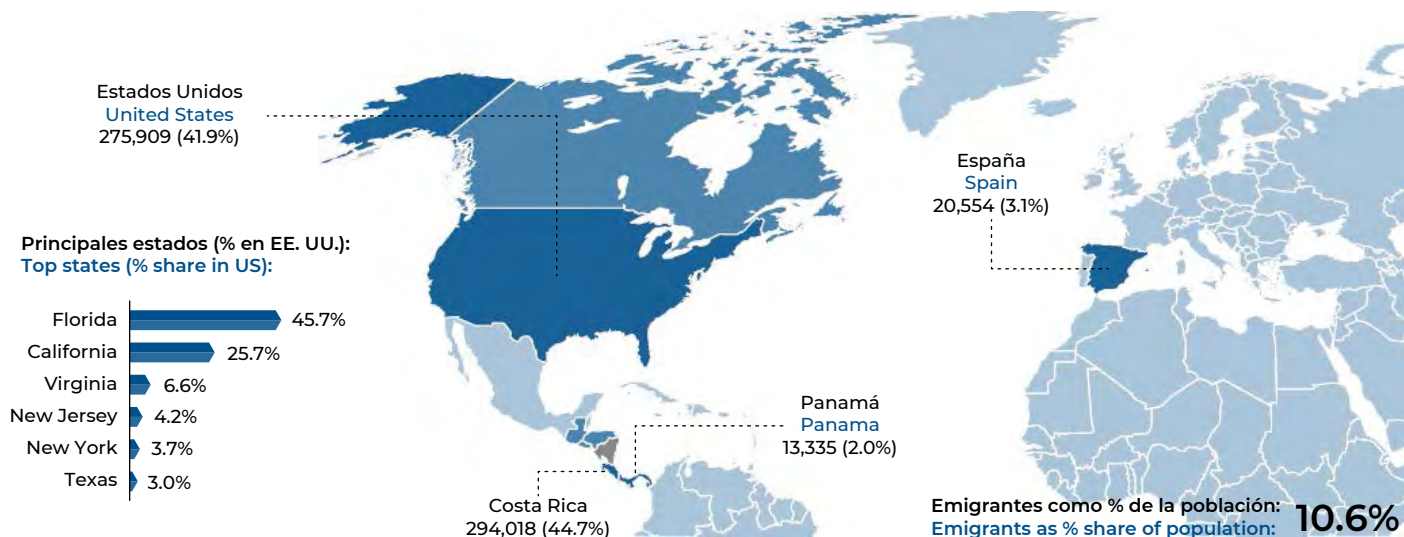 Estados Unidos
United States
275,909 (41.9%)
España
Spain
20,554 (3.1%)
Principales estados (% en EE. UU.):
Top states (% share in US):
Florida 45.7%
California 25.7%
Virginia 6.6%
New Jersey 4.2%
New York 3.7%
Texas 3.0%
Panamá
Panama
13,335 (2.0%)
Costa Rica
294,018 (44.7%)
Emigrantes como % de la población: 10.6%
Emigrants as % share of population: